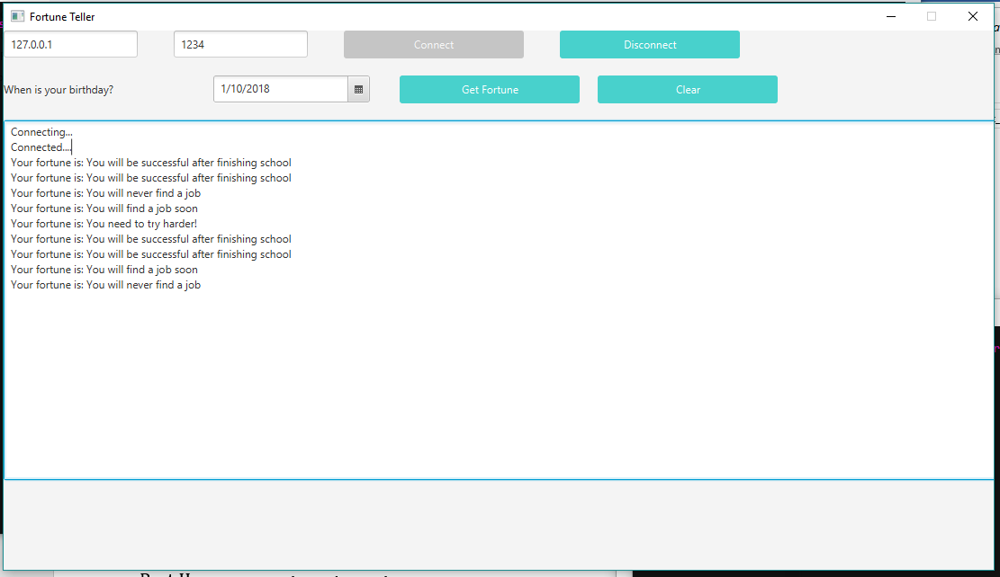 Fortune Teller
127.0.0.1 1234 Connect Disconnect
When is your birthday? 1/10/2018 Get Fortune Clear
Connecting...
Connected....
Your fortune is: You will be successful after finishing school
Your fortune is: You will be successful after finishing school
Your fortune is: You will never find a job
Your fortune is: You will find a job soon
Your fortune is: You need to try harder!
Your fortune is: You will be successful after finishing school
Your fortune is: You will be successful after finishing school
Your fortune is: You will find a job soon
Your fortune is: You will never find a job